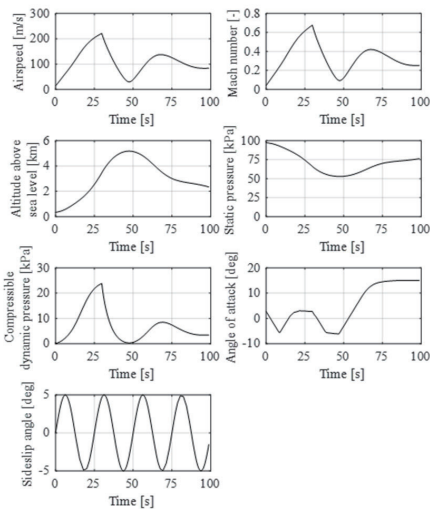 Airspeed [m/s]
300
200
100
0
0 25 50 75 100
Time [s]
Mach number [-]
0.8
0.6
0.4
0.2
0
0 25 50 75 100
Time [s]
Altitude above
sea level [km]
6
4
2
0
0 25 50 75 100
Time [s]
Static pressure [kPa]
100
75
50
25
0
0 25 50 75 100
Time [s]
Compressible
dynamic pressure [kPa]
30
20
10
0
0 25 50 75 100
Time [s]
Angle of attack [deg]
20
10
0
-10
0 25 50 75 100
Time [s]
Sideslip angle [deg]
5
0
-5
0 25 50 75 100
Time [s]